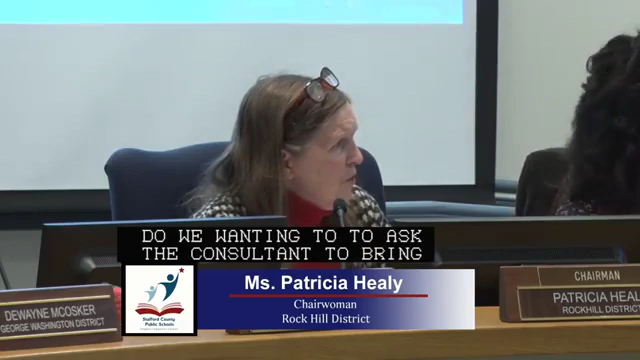 DO WE WANTING TO TO ASK
THE CONSULTANT TO BRING
Ms. Patricia Healy
Chairwoman
Rock Hill District
Stafford County
Public Schools
DEWAYNE MCOSKER
GEORGE WASHINGTON DISTRICT
CHAIRMAN
PATRICIA HEAL
ROCKHILL DISTRICT